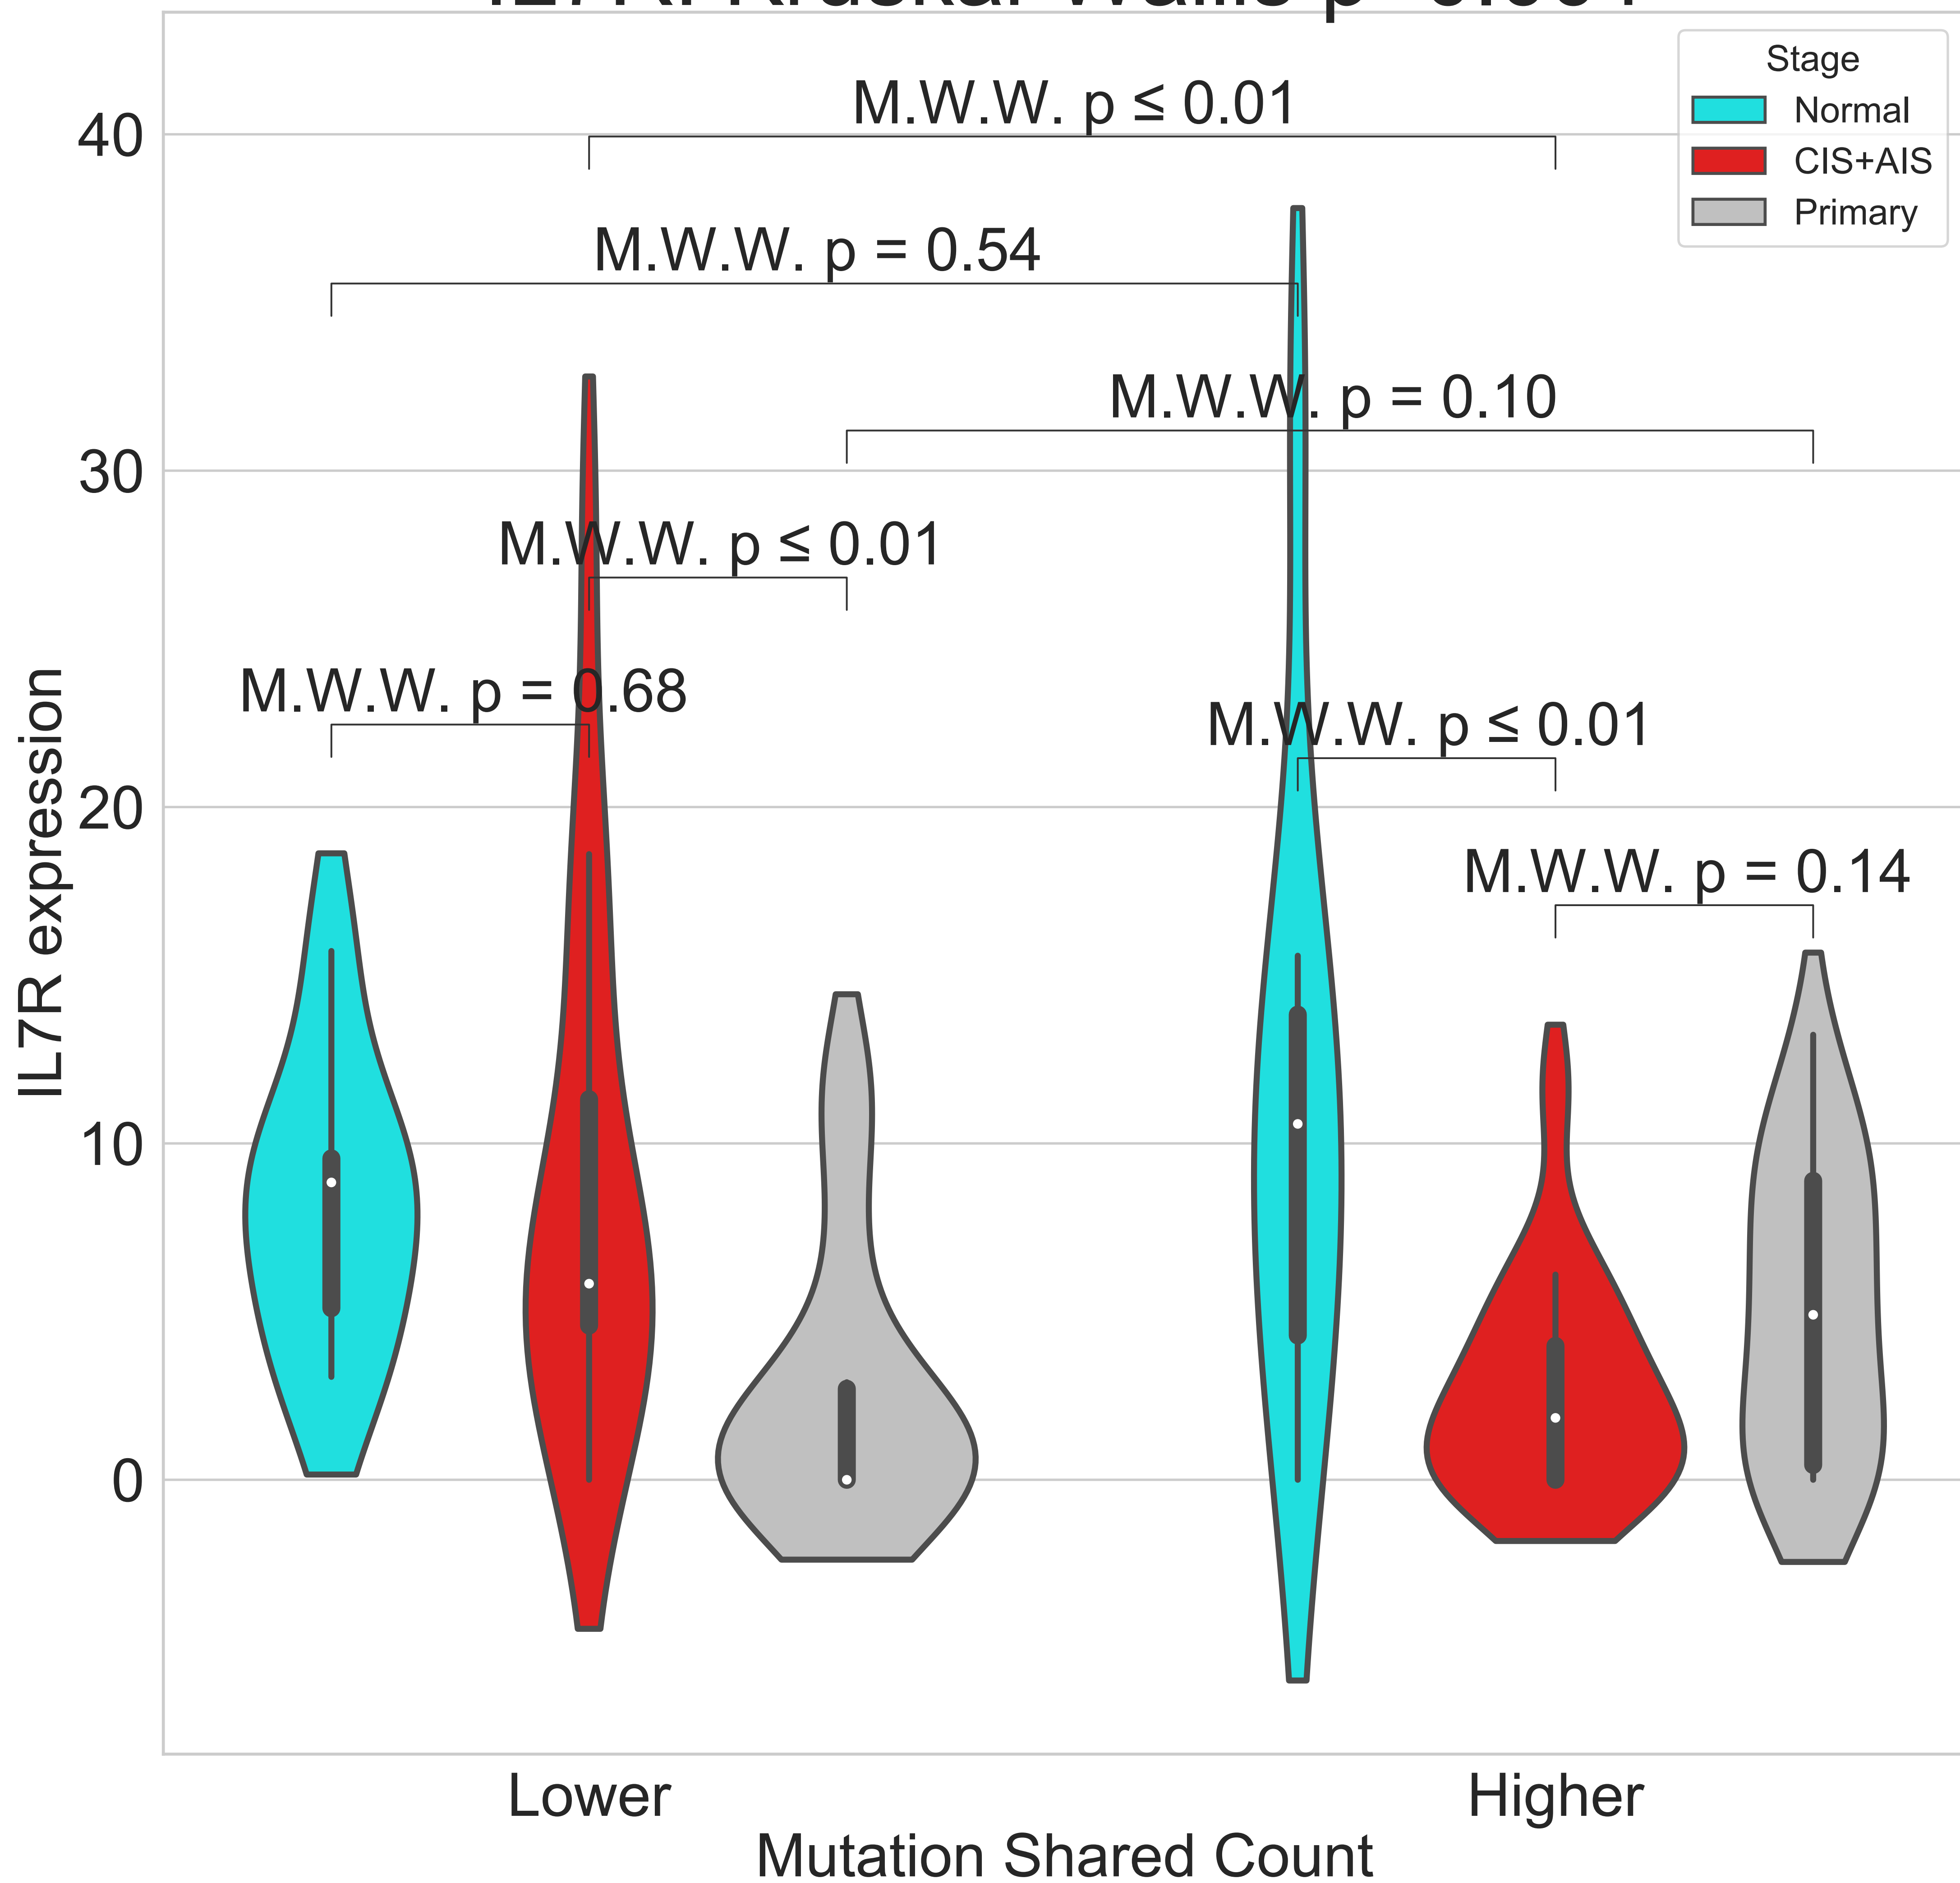 Stage
Normal
CIS+AIS
Primary
M.W.W. p ≤ 0.01
40
M.W.W. p = 0.54
M.W.W. p = 0.10
30
M.W.W. p ≤ 0.01
M.W.W. p = 0.68
M.W.W. p ≤ 0.01
20
M.W.W. p = 0.14
10
0
IL7R expression
Lower
Higher
Mutation Shared Count